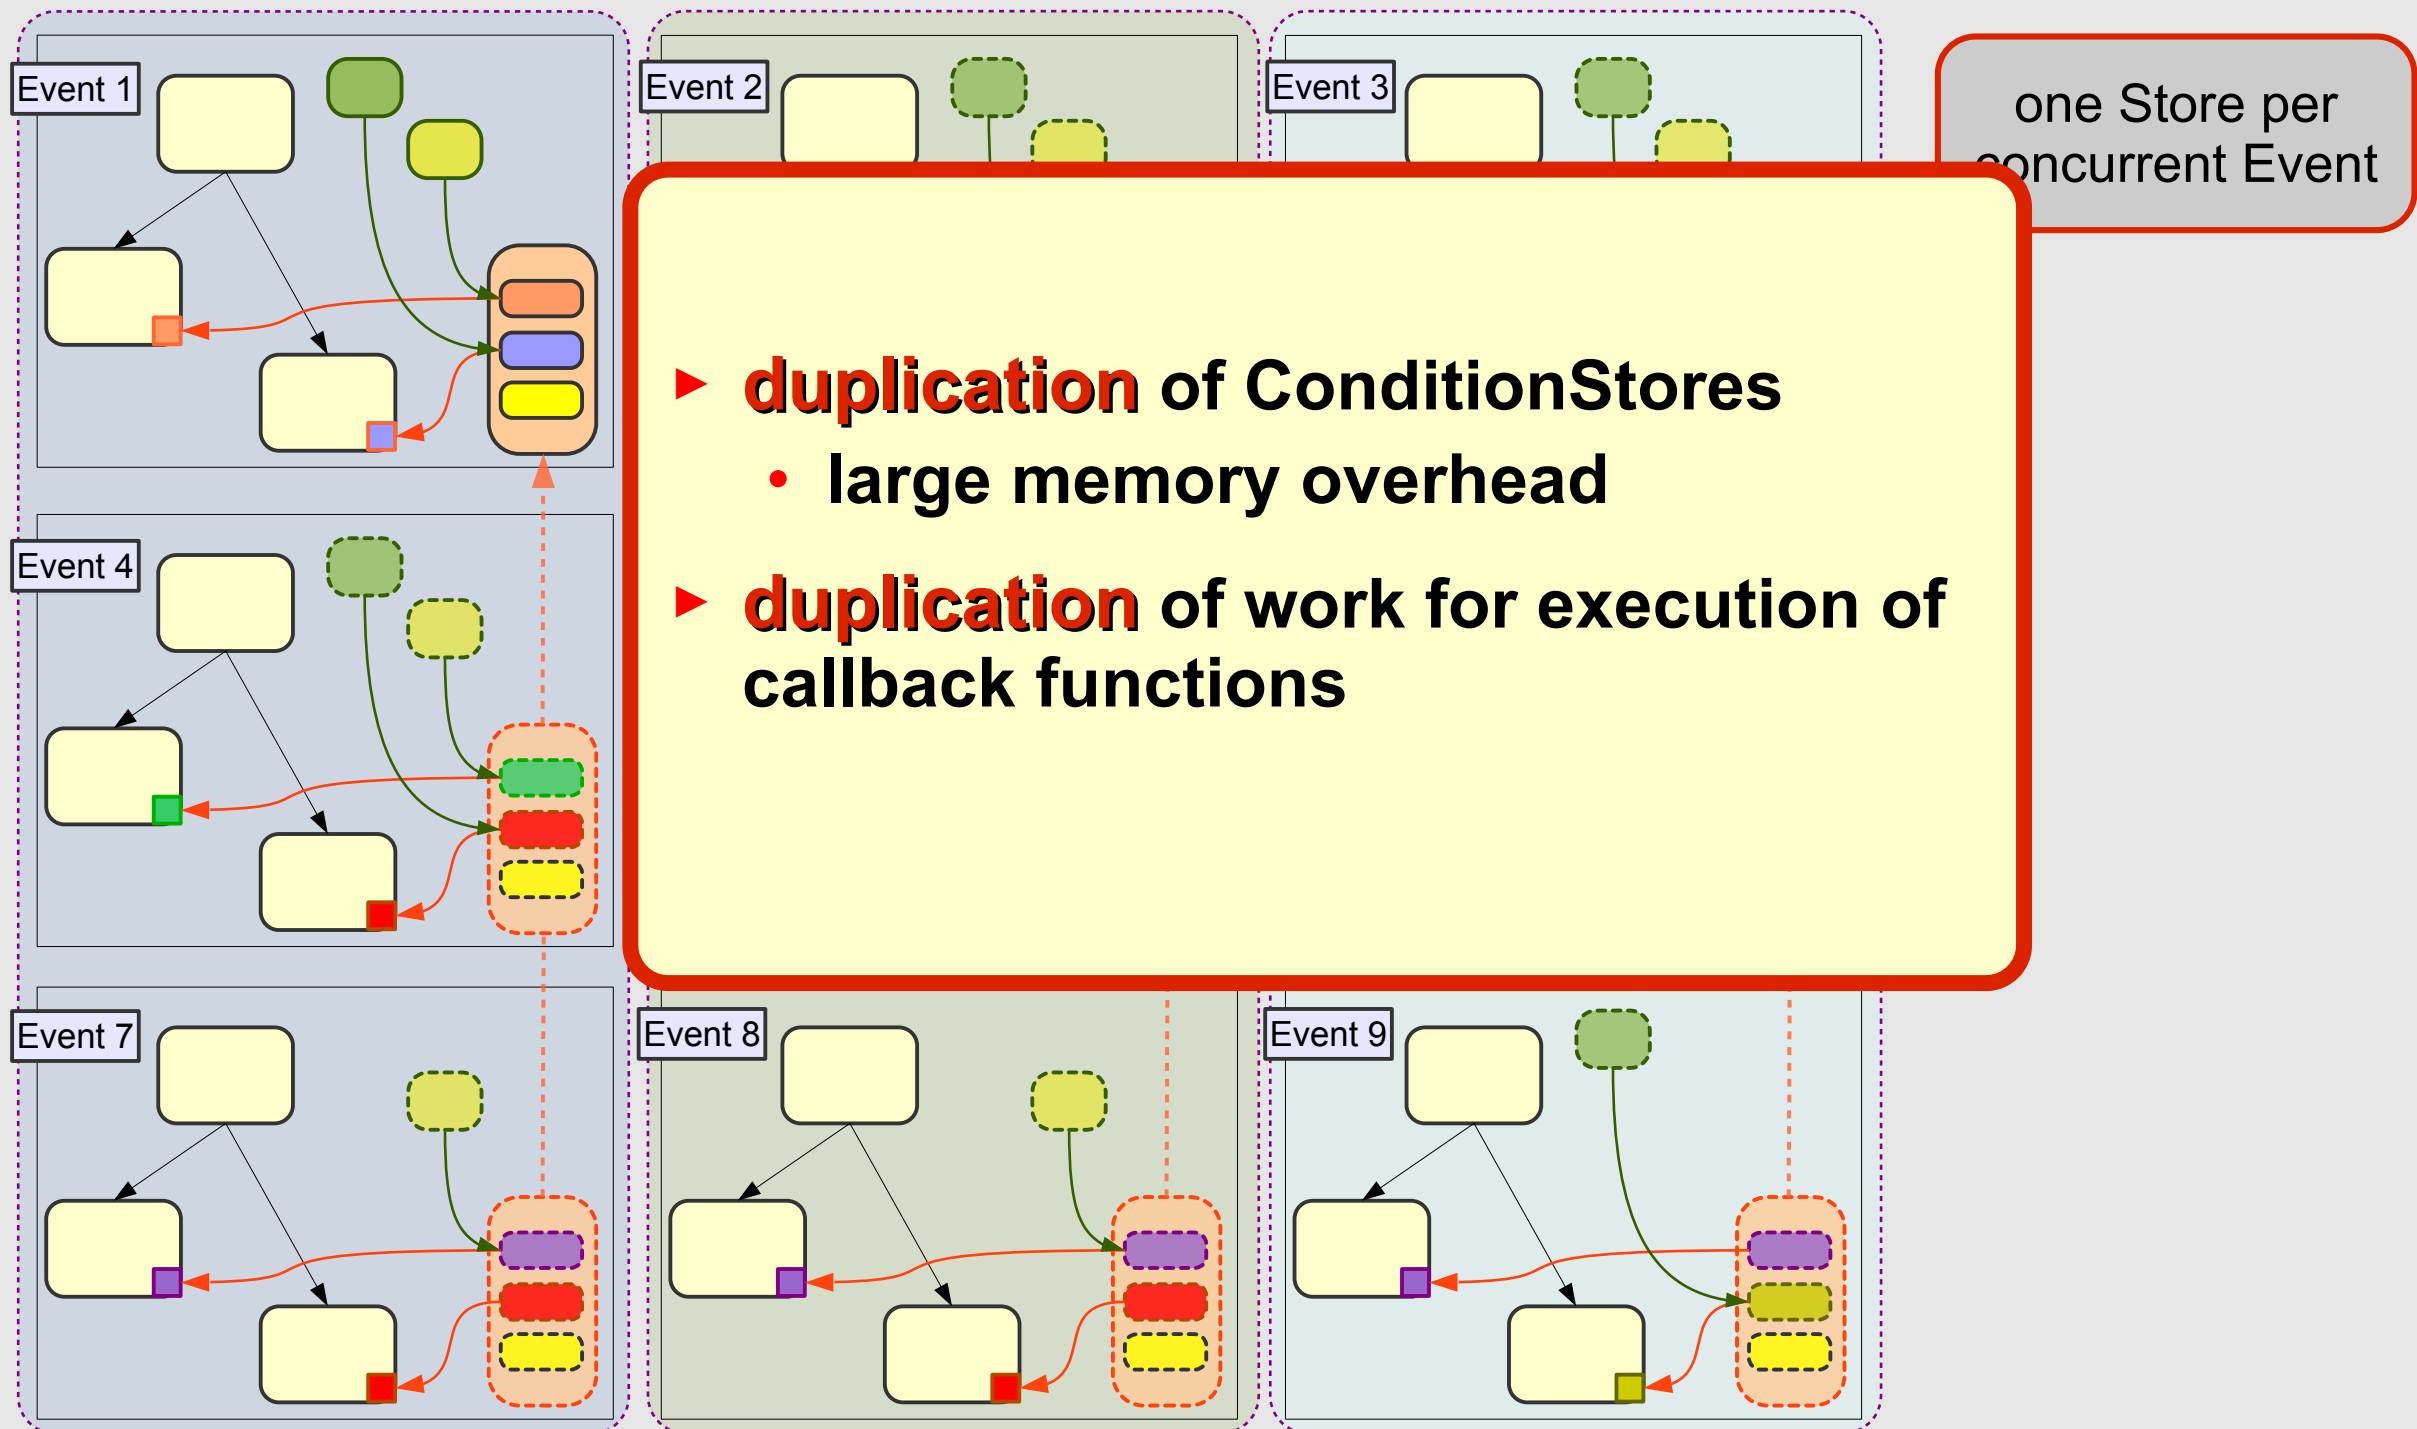 Event 1
Event 2
Event 3
one Store per
concurrent Event
► duplication of ConditionStores
• large memory overhead
► duplication of work for execution of
callback functions
Event 4
Event 7
Event 8
Event 9